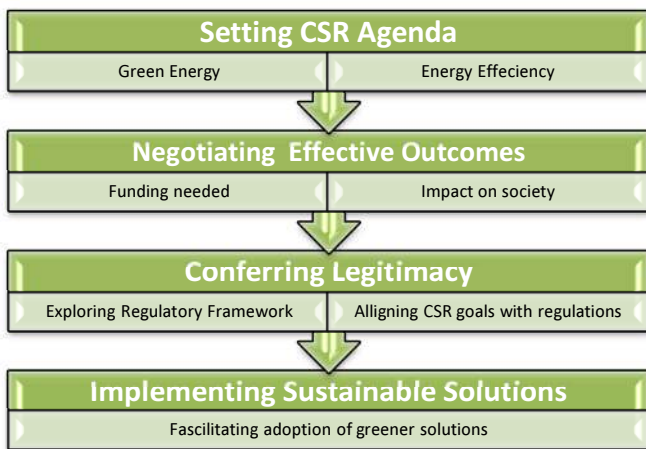 Setting CSR Agenda
Green Energy
Energy Effeciency
Negotiating Effective Outcomes
Funding needed
Impact on society
Conferring Legitimacy
Exploring Regulatory Framework
Alligning CSR goals with regulations
Implementing Sustainable Solutions
Fascilitating adoption of greener solutions